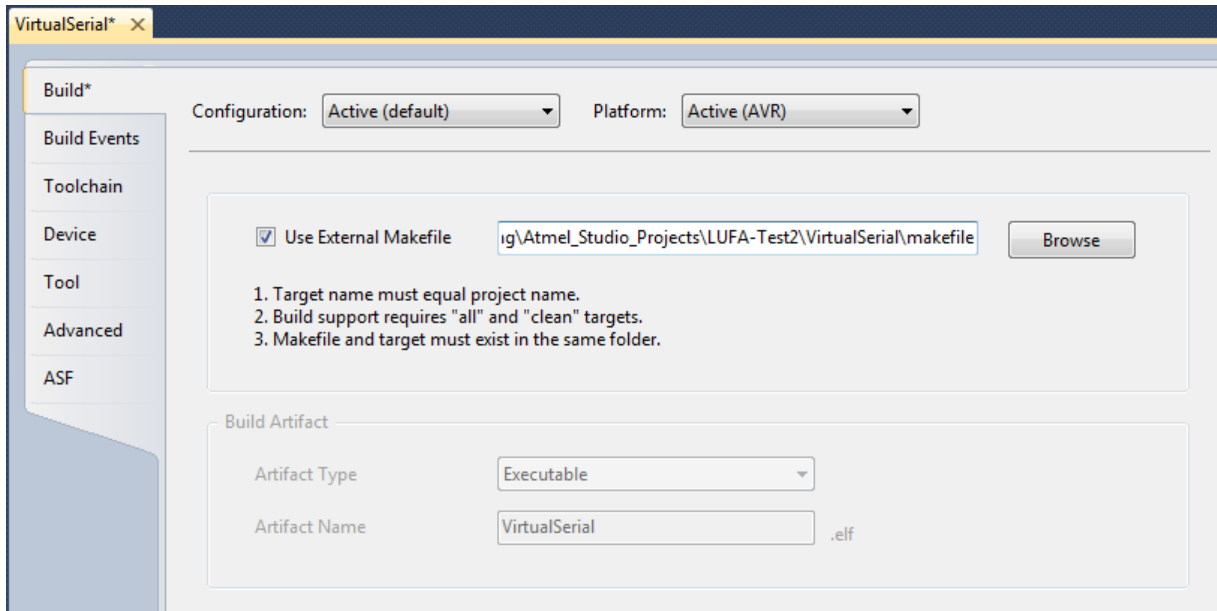 VirtualSerial*
Build*
Build Events
Toolchain
Device
Tool
Advanced
ASF
Configuration: Active (default) Platform: Active (AVR)
Use External Makefile ıg\Atmel_Studio_Projects\LUFA-Test2\VirtualSerial\makefile Browse
1. Target name must equal project name.
2. Build support requires "all" and "clean" targets.
3. Makefile and target must exist in the same folder.
Build Artifact
Artifact Type Executable
Artifact Name VirtualSerial .elf